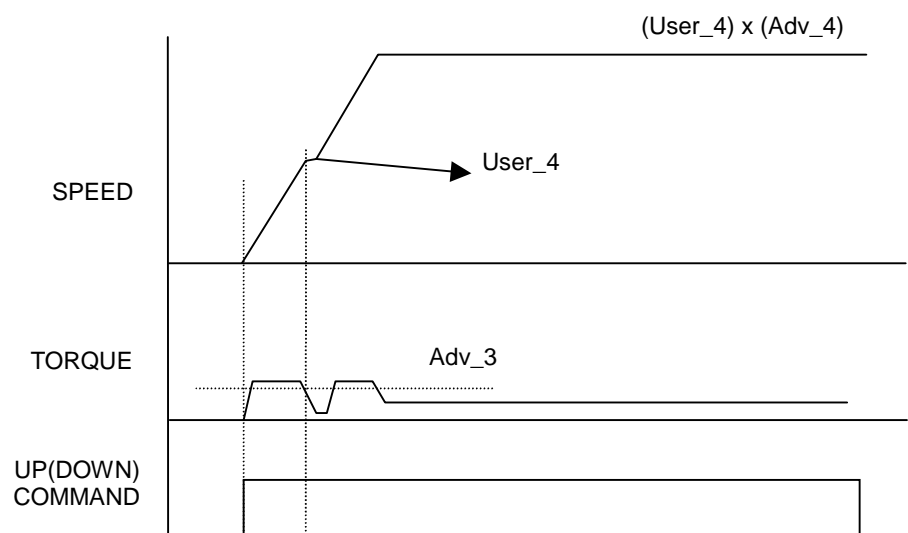 (User_4) x (Adv_4)
User_4
SPEED
Adv_3
TORQUE
UP(DOWN)
COMMAND